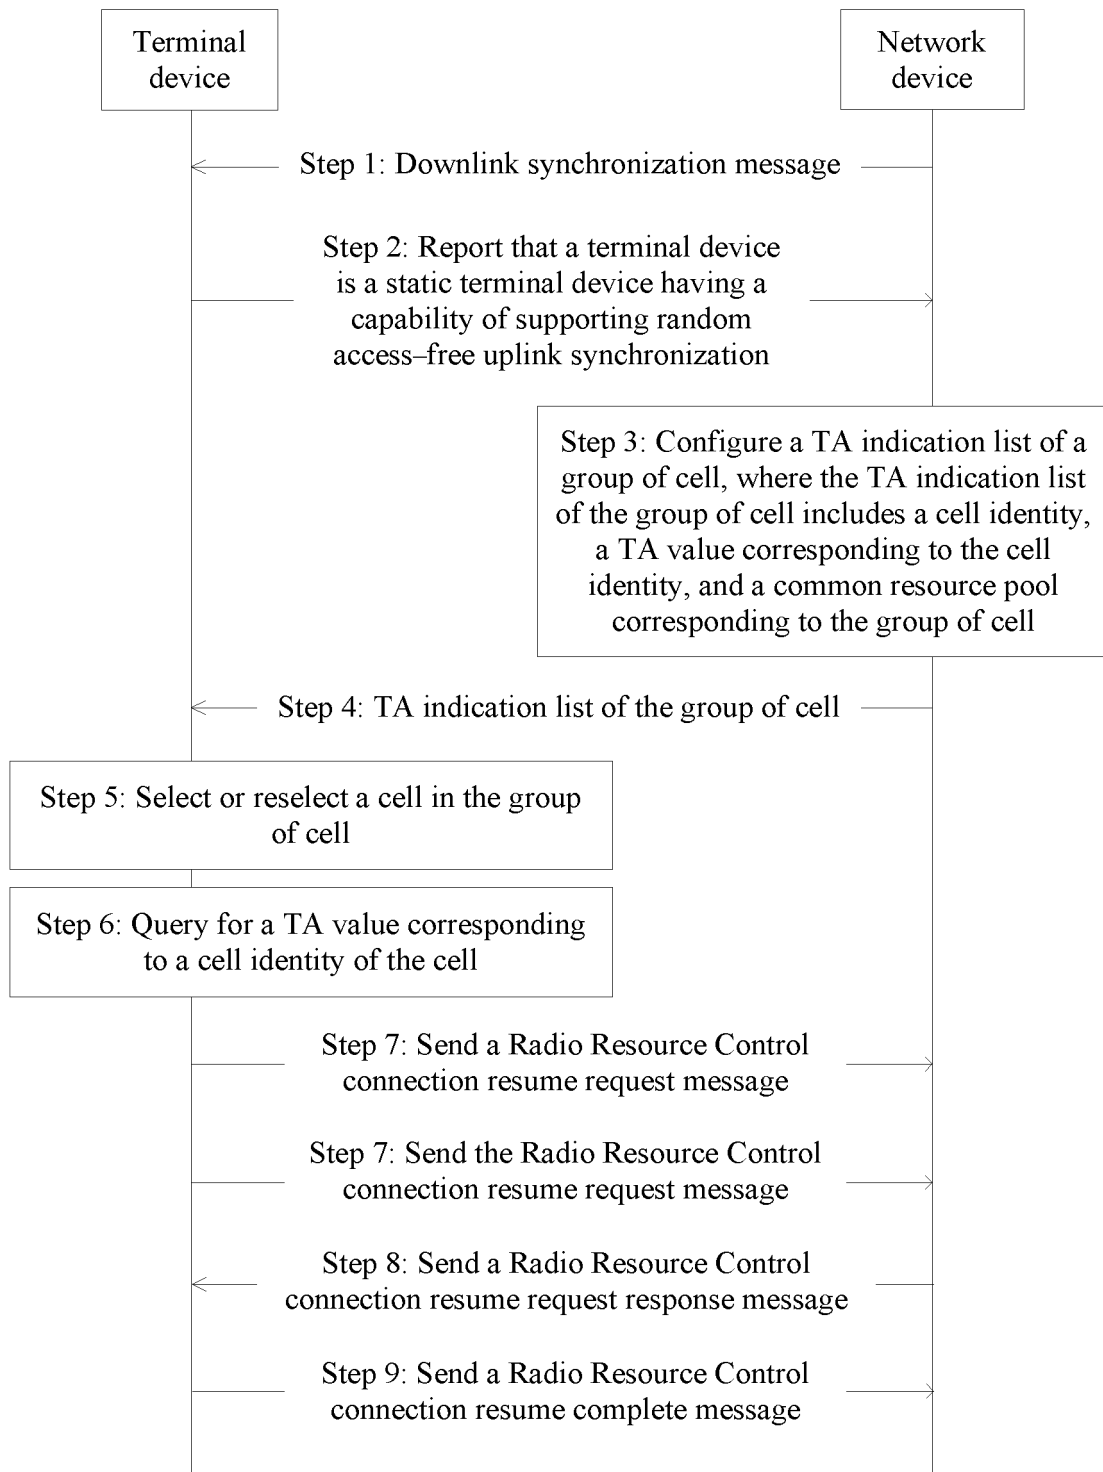 Terminal
device
Network
device
Step 1: Downlink synchronization message
Step 2: Report that a terminal device
is a static terminal device having a
capability of supporting random
access–free uplink synchronization
Step 3: Configure a TA indication list of a
group of cell, where the TA indication list
of the group of cell includes a cell identity,
a TA value corresponding to the cell
identity, and a common resource pool
corresponding to the group of cell
Step 4: TA indication list of the group of cell
Step 5: Select or reselect a cell in the group
of cell
Step 6: Query for a TA value corresponding
to a cell identity of the cell
Step 7: Send a Radio Resource Control
connection resume request message
Step 7: Send the Radio Resource Control
connection resume request message
Step 8: Send a Radio Resource Control
connection resume request response message
Step 9: Send a Radio Resource Control
connection resume complete message